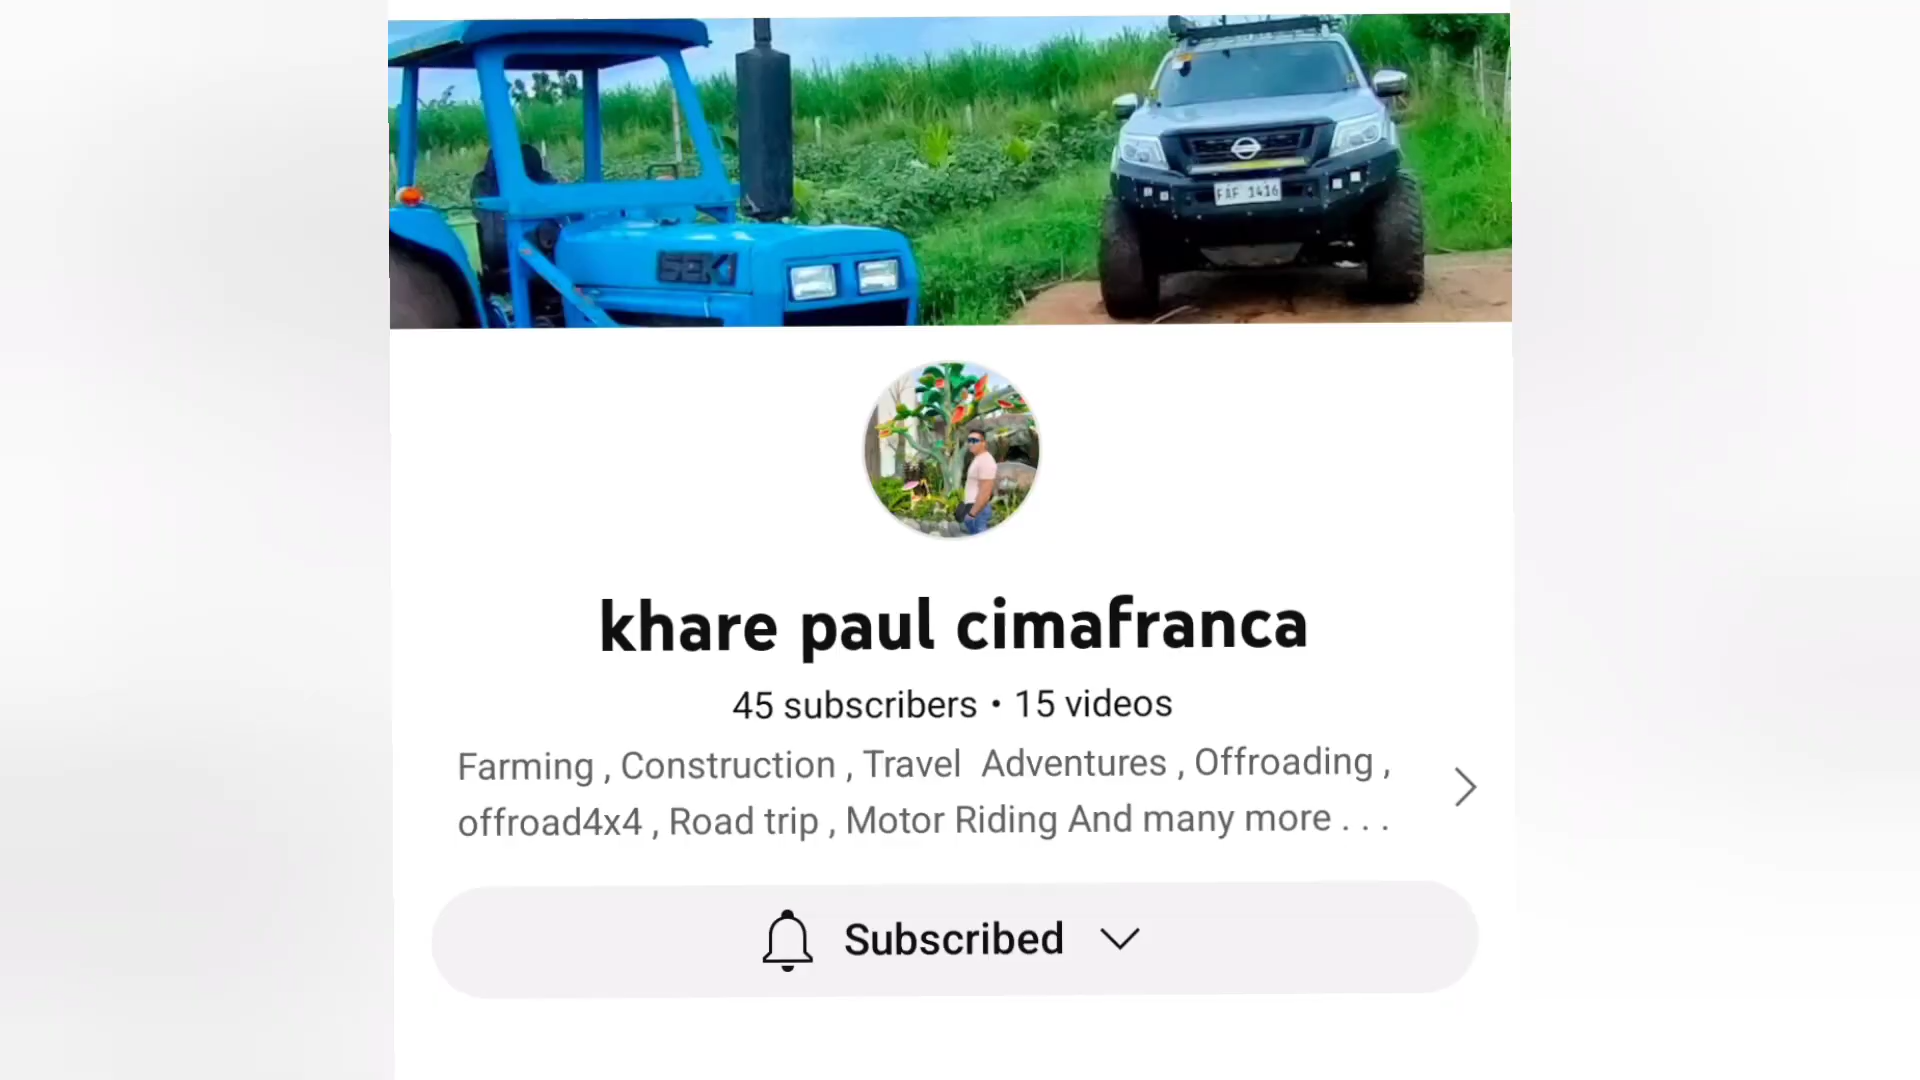 SEKI
FAF 1416
khare paul cimafranca
45 subscribers • 15 videos
Farming , Construction , Travel Adventures , Offroading ,
offroad4x4 , Road trip , Motor Riding And many more . . .
Subscribed